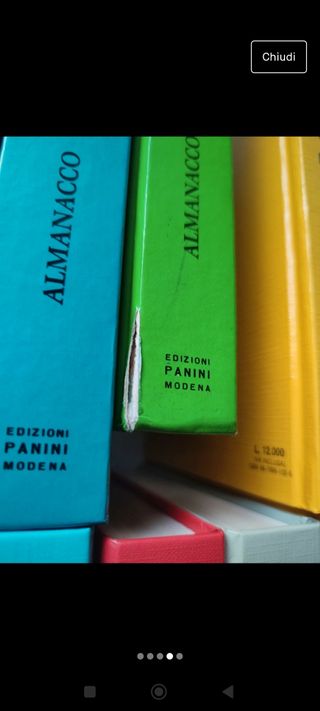 Chiudi
ALMANACCO
EDIZIONI
PANINI
MODENA
ALMANACCO
EDIZIONI
PANINI
MODENA
L. 12.000